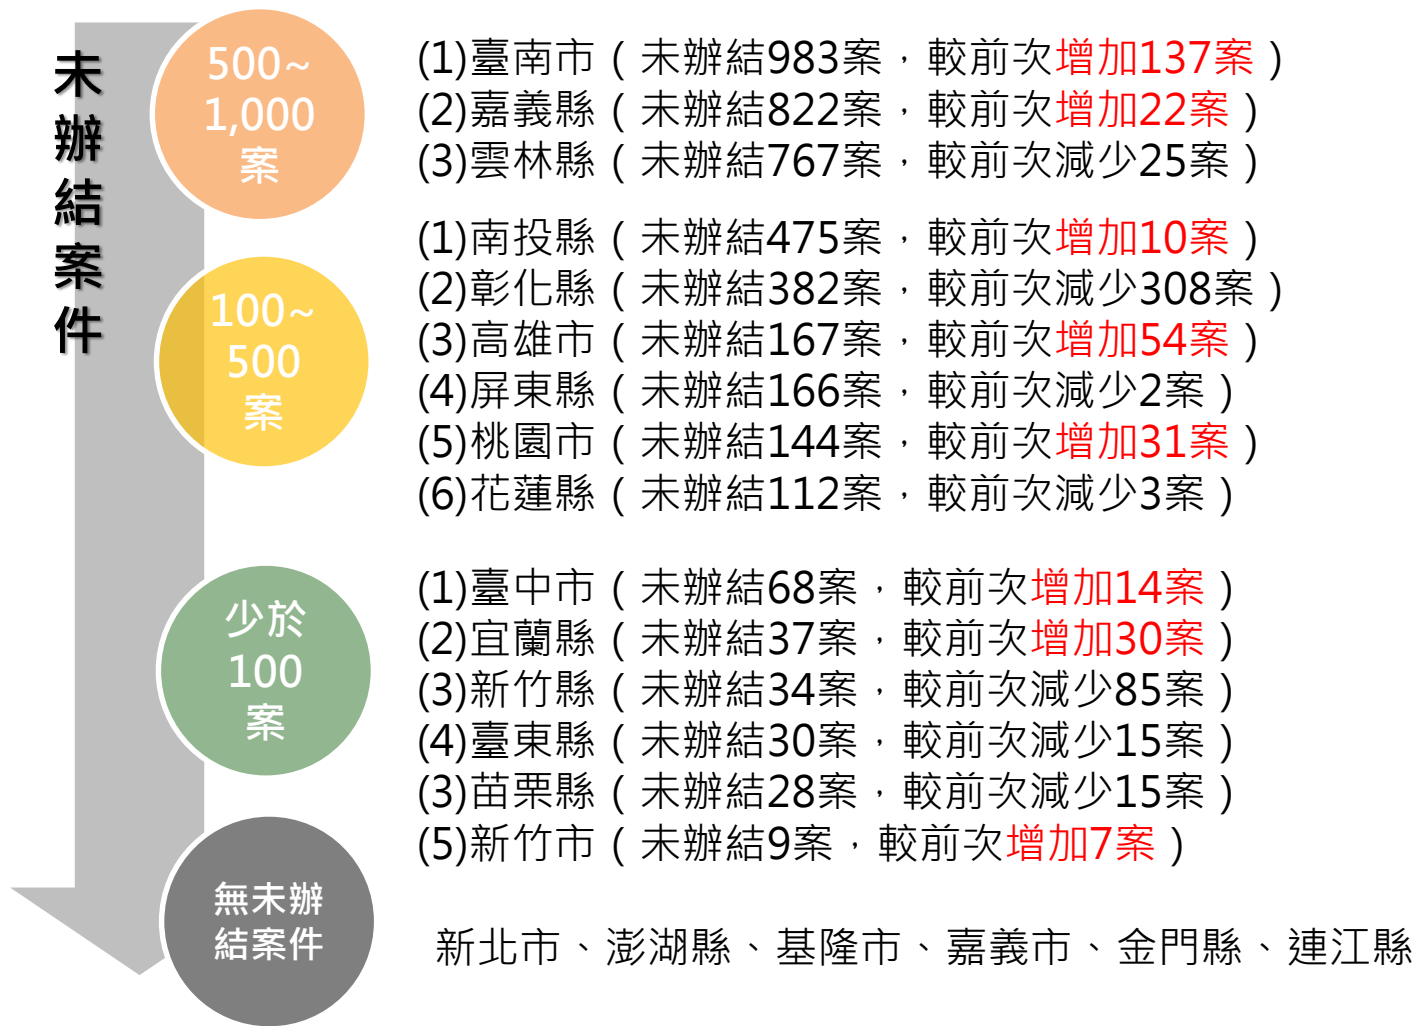 未辦結案件
500~
1,000
案
(1)臺南市（未辦結983案，較前次增加137案）
(2)嘉義縣（未辦結822案，較前次增加22案）
(3)雲林縣（未辦結767案，較前次減少25案）
100~
500
案
(1)南投縣（未辦結475案，較前次增加10案）
(2)彰化縣（未辦結382案，較前次減少308案）
(3)高雄市（未辦結167案，較前次增加54案）
(4)屏東縣（未辦結166案，較前次減少2案）
(5)桃園市（未辦結144案，較前次增加31案）
(6)花蓮縣（未辦結112案，較前次減少3案）
少於
100
案
(1)臺中市（未辦結68案，較前次增加14案）
(2)宜蘭縣（未辦結37案，較前次增加30案）
(3)新竹縣（未辦結34案，較前次減少85案）
(4)臺東縣（未辦結30案，較前次減少15案）
(3)苗栗縣（未辦結28案，較前次減少15案）
(5)新竹市（未辦結9案，較前次增加7案）
無未辦
結案件
新北市、澎湖縣、基隆市、嘉義市、金門縣、連江縣